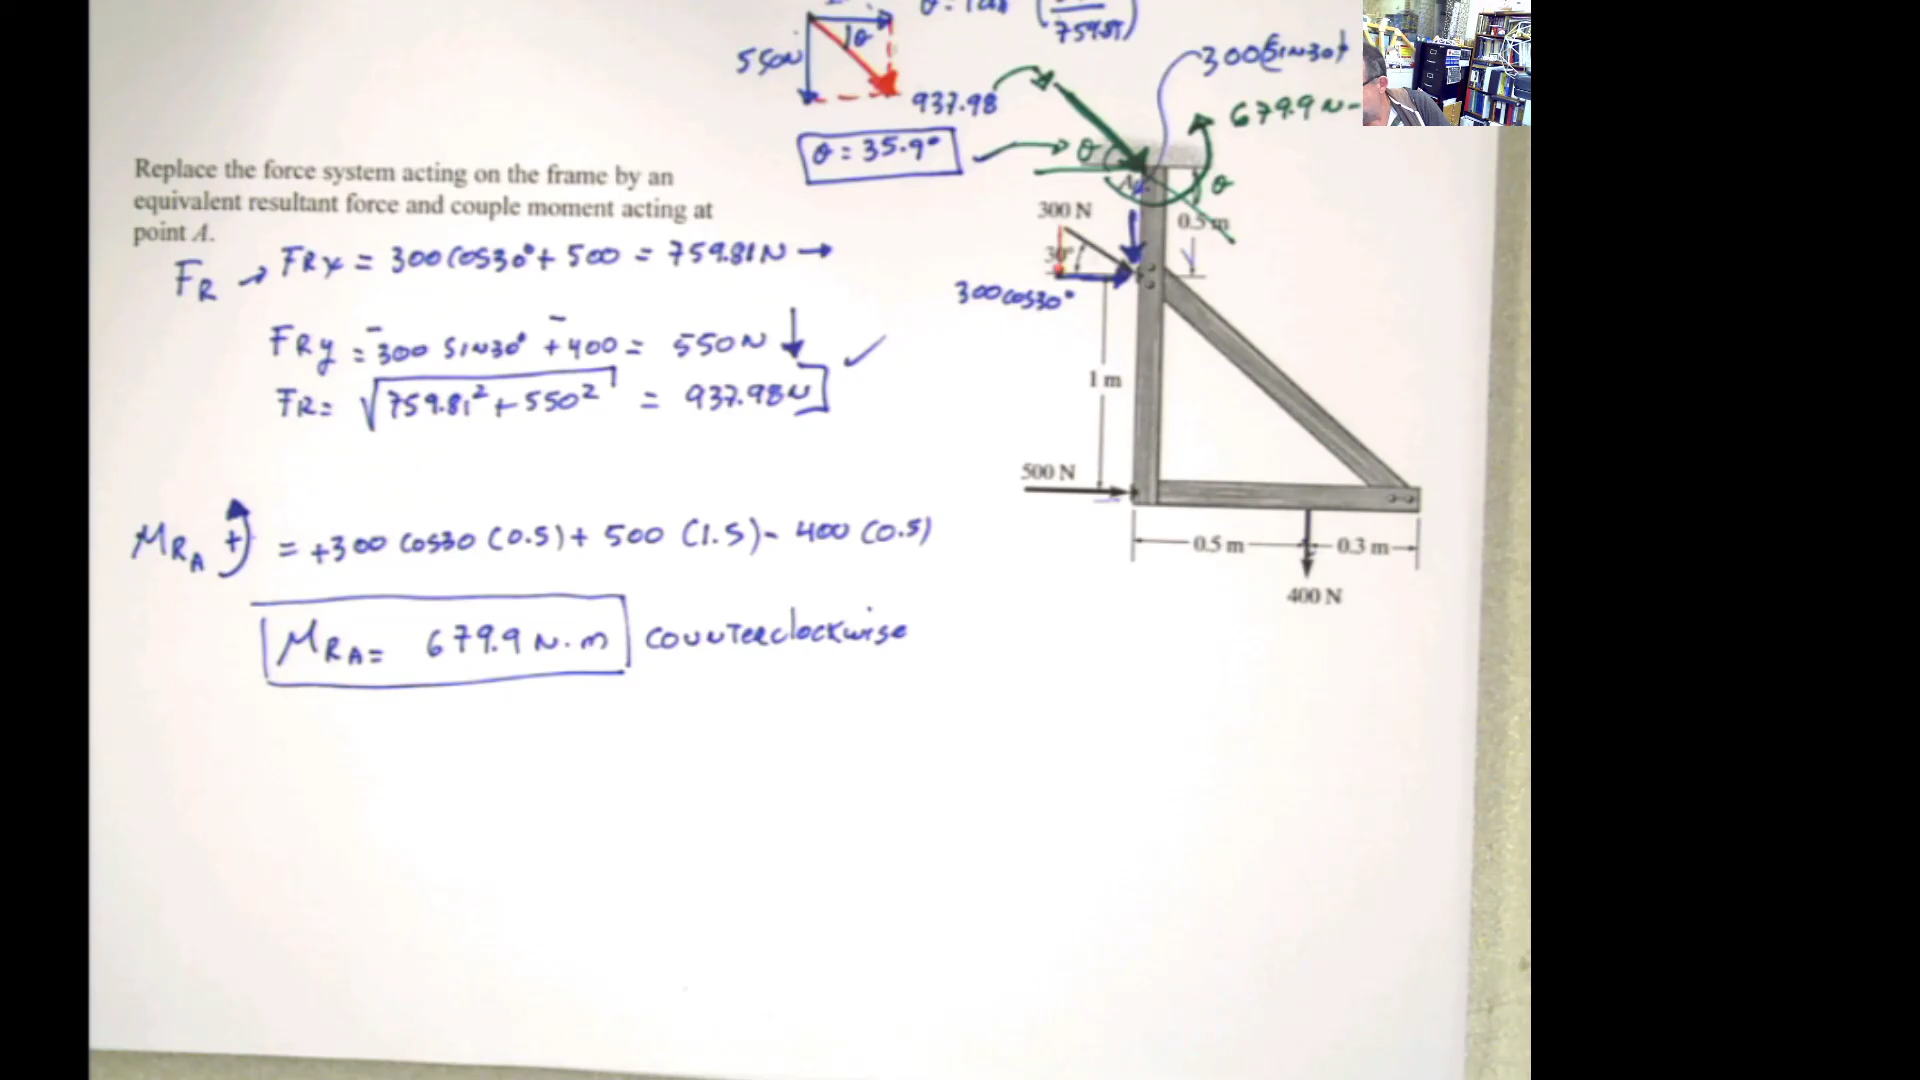 550N
θ
759.81
937.98
θ = 35.9°
300(sin30)
679.9 N-
θ
A
θ
Replace the force system acting on the frame by an
equivalent resultant force and couple moment acting at
point A.
FR → FRx = 300 cos30° + 500 = 759.81N →
FRy = -300 sin30° + -400 = 550N ↓ ✓
FR = √759.81² + 550² = 937.98N
MRA + = +300 cos30 (0.5) + 500 (1.5) - 400 (0.5)
MRA = 679.9 N.m counterclockwise
300 N
0.5 m
30°
300cos30°
1 m
500 N
0.5 m
0.3 m
400 N